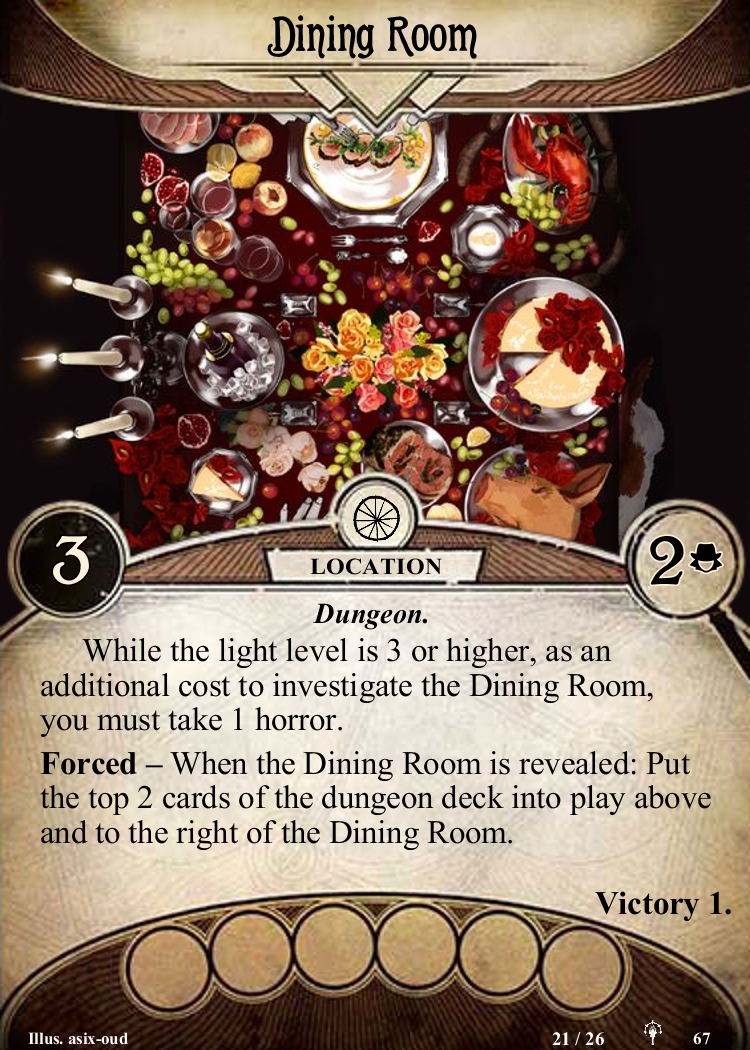 Dining Room
3
LOCATION
2
Dungeon.
While the light level is 3 or higher, as an
additional cost to investigate the Dining Room,
you must take 1 horror.
Forced – When the Dining Room is revealed: Put
the top 2 cards of the dungeon deck into play above
and to the right of the Dining Room.
Victory 1.
Illus. asix-oud
21 / 26
67